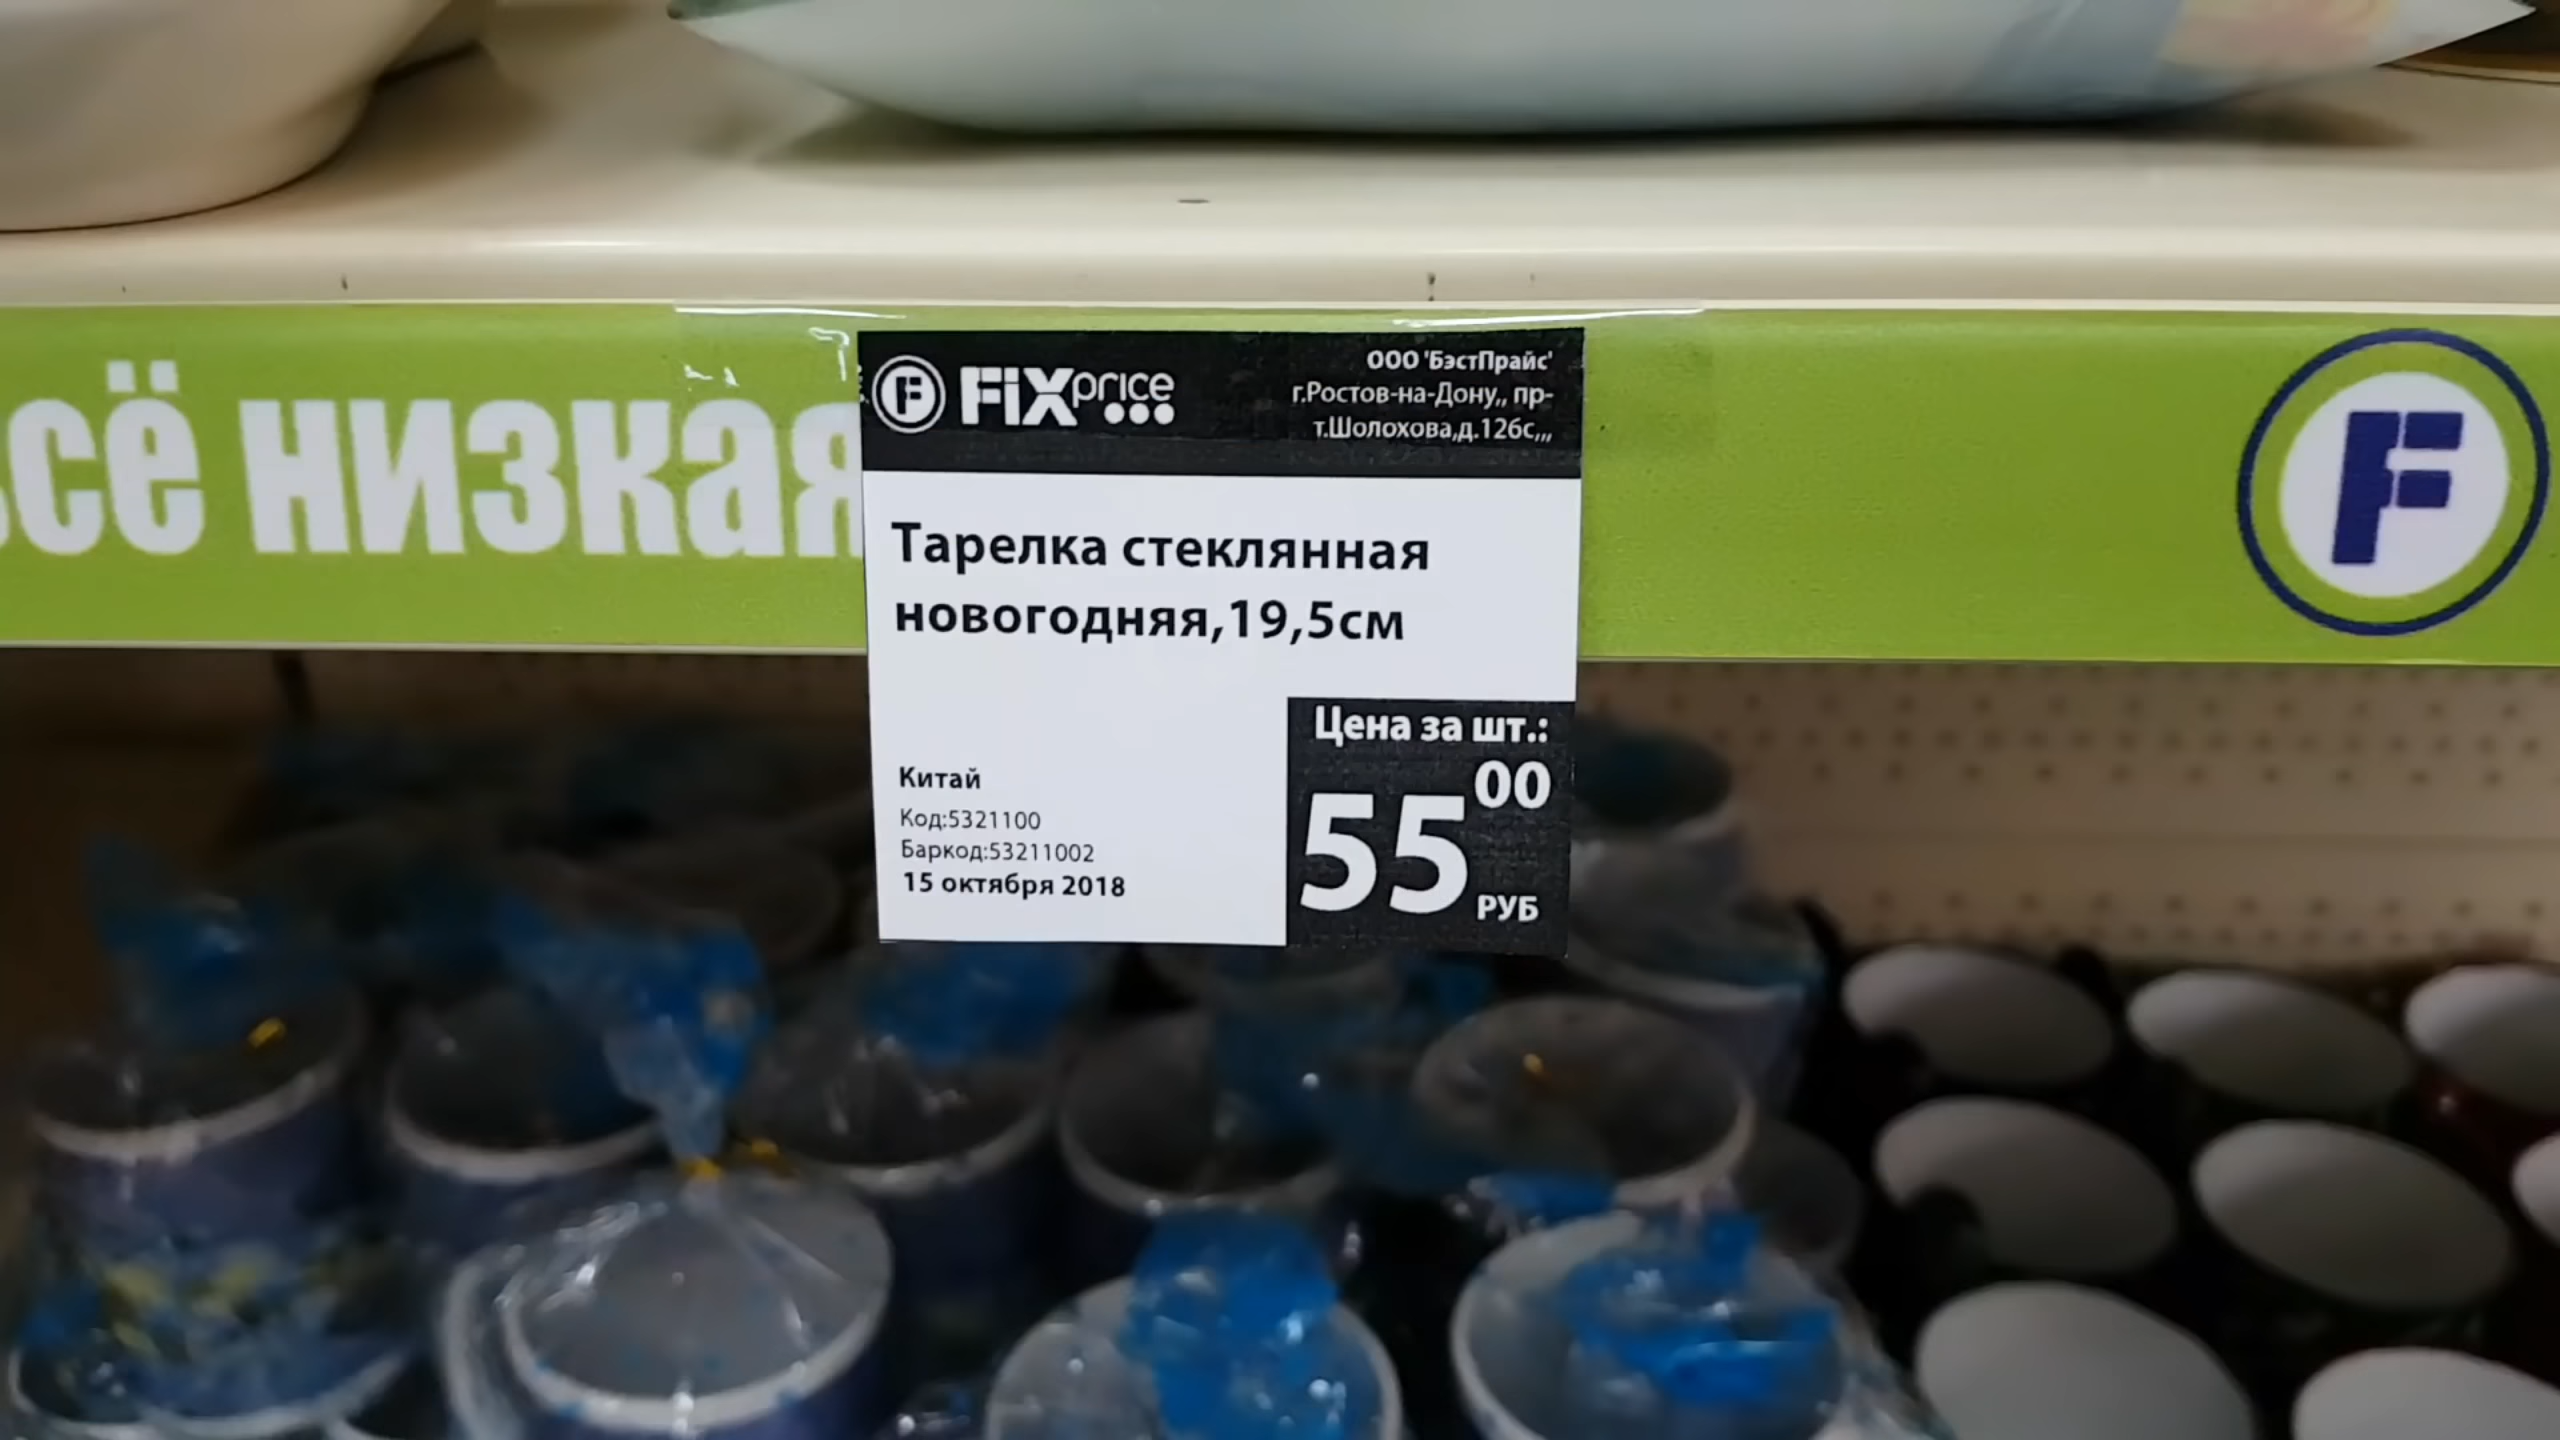 всё низкая
FiXprice
ООО 'БэстПрайс'
г.Ростов-на-Дону,, пр-
т.Шолохова,д.126с,,,
Тарелка стеклянная
новогодняя,19,5см
Китай
Код:5321100
Баркод:53211002
15 октября 2018
Цена за шт.:
55 00
РУБ
F